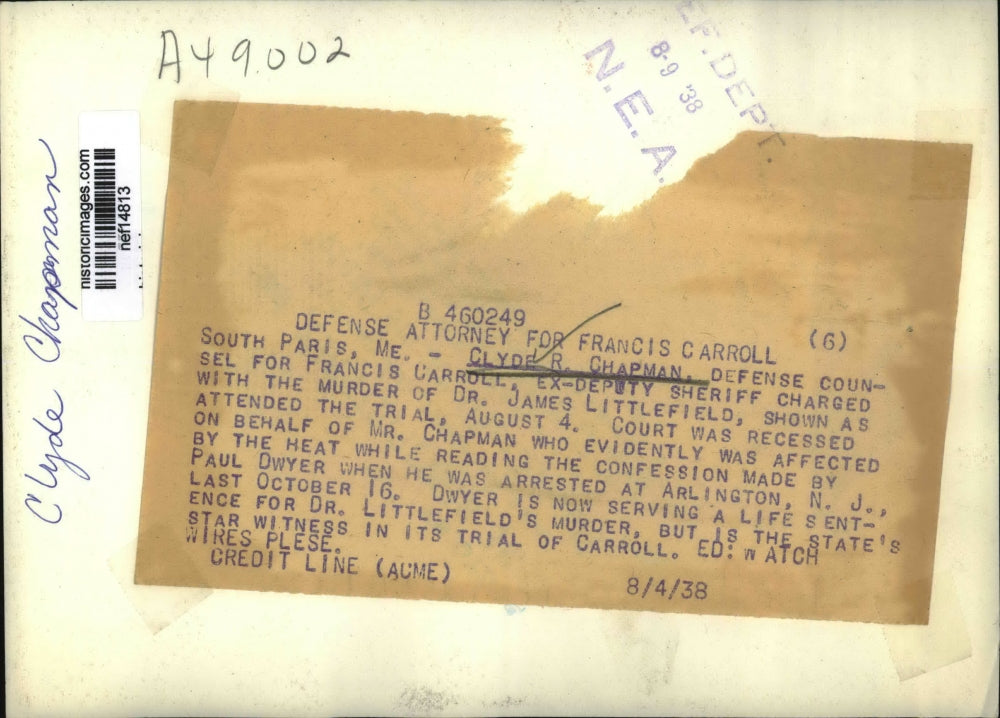 A49002
EF. DEPT.
8-9 '38
N. E. A.
Clyde Chapman
historicimages.com
nef14813
B 460249
DEFENSE ATTORNEY FOR FRANCIS CARROLL (6)
SOUTH PARIS, ME. - CLYDE R. CHAPMAN, DEFENSE COUN-
SEL FOR FRANCIS CARROLL, EX-DEPUTY SHERIFF CHARGED
WITH THE MURDER OF DR. JAMES LITTLEFIELD, SHOWN AS
ATTENDED THE TRIAL, AUGUST 4. COURT WAS RECESSED
ON BEHALF OF MR. CHAPMAN WHO EVIDENTLY WAS AFFECTED
BY THE HEAT WHILE READING THE CONFESSION MADE BY
PAUL DWYER WHEN HE WAS ARRESTED AT ARLINGTON, N. J.,
LAST OCTOBER 16. DWYER IS NOW SERVING A LIFE SENT-
ENCE FOR DR. LITTLEFIELD'S MURDER, BUT IS THE STATE'S
STAR WITNESS IN ITS TRIAL OF CARROLL. ED: WATCH
WIRES PLESE.
CREDIT LINE (ACME) 8/4/38